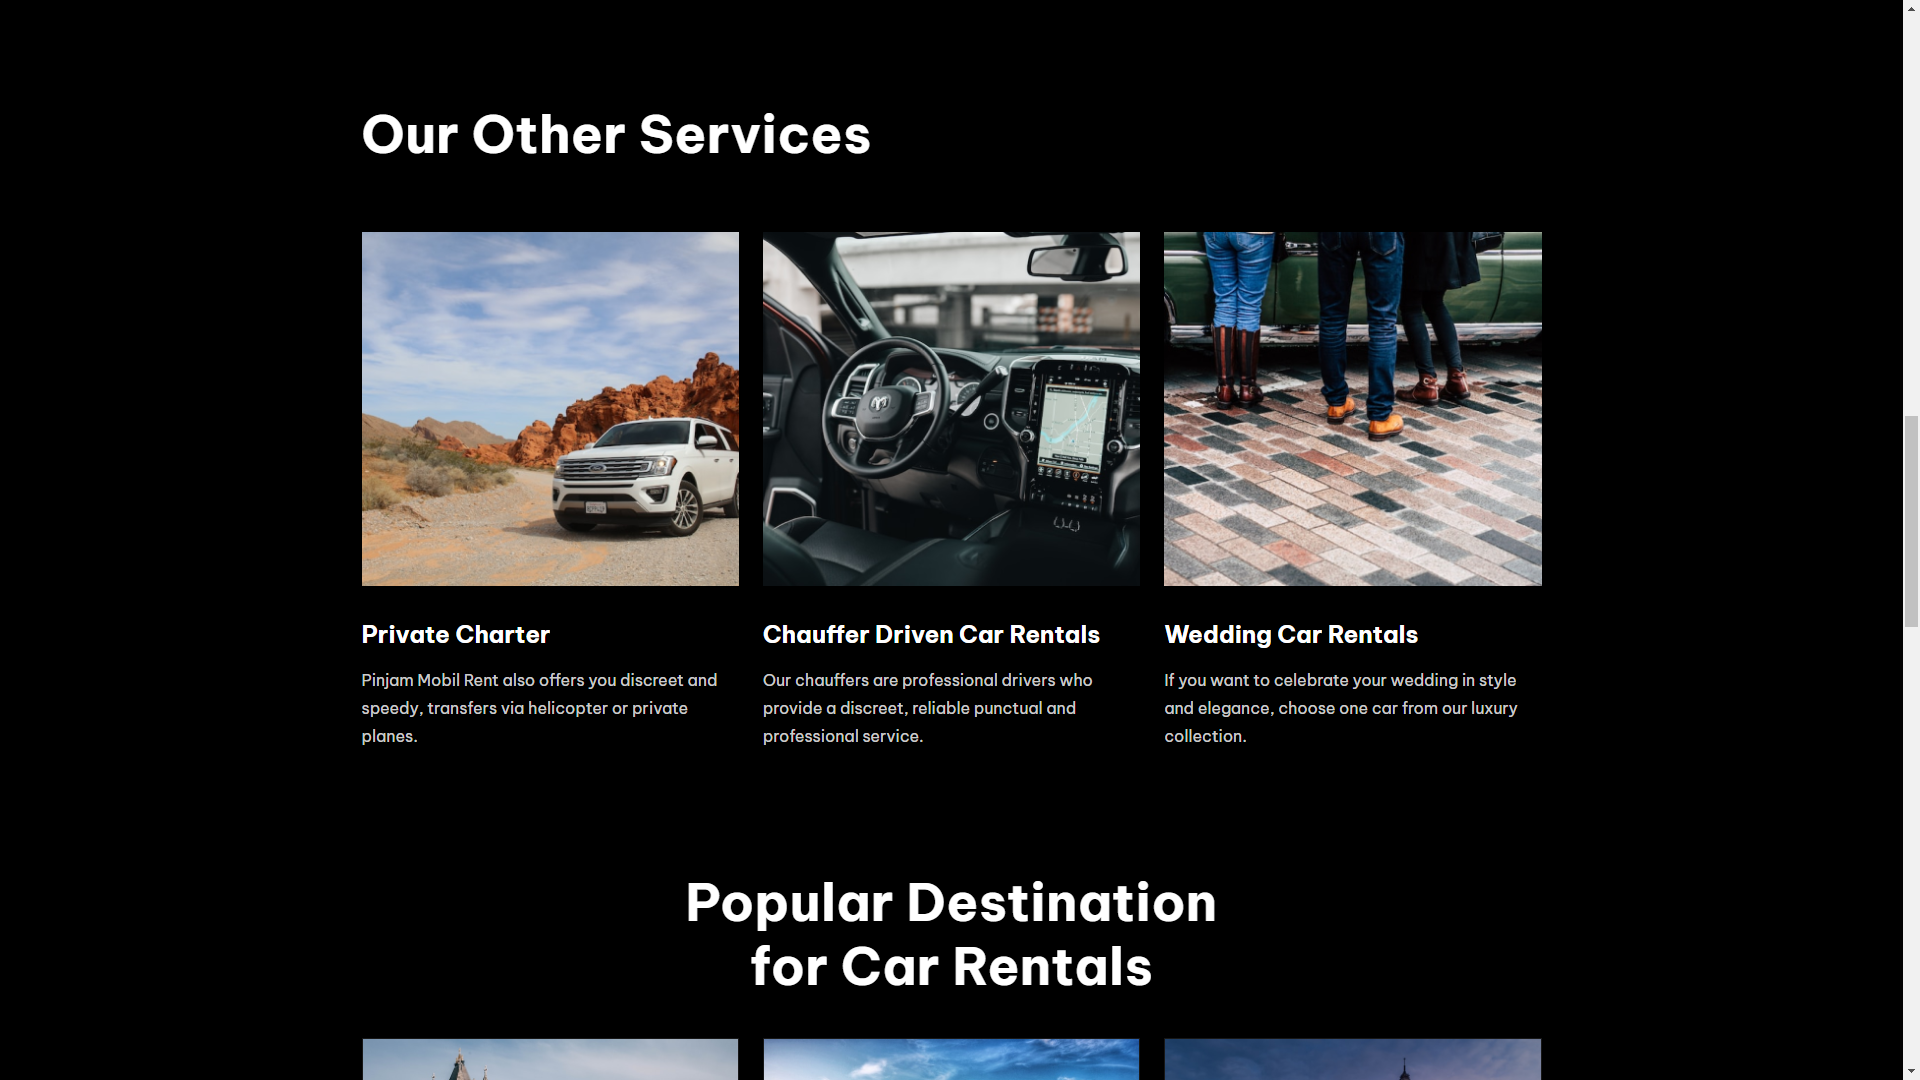 Our Other Services
Private Charter
Pinjam Mobil Rent also offers you discreet and
speedy, transfers via helicopter or private
planes.
Chauffer Driven Car Rentals
Our chauffers are professional drivers who
provide a discreet, reliable punctual and
professional service.
Wedding Car Rentals
If you want to celebrate your wedding in style
and elegance, choose one car from our luxury
collection.
Popular Destination
for Car Rentals